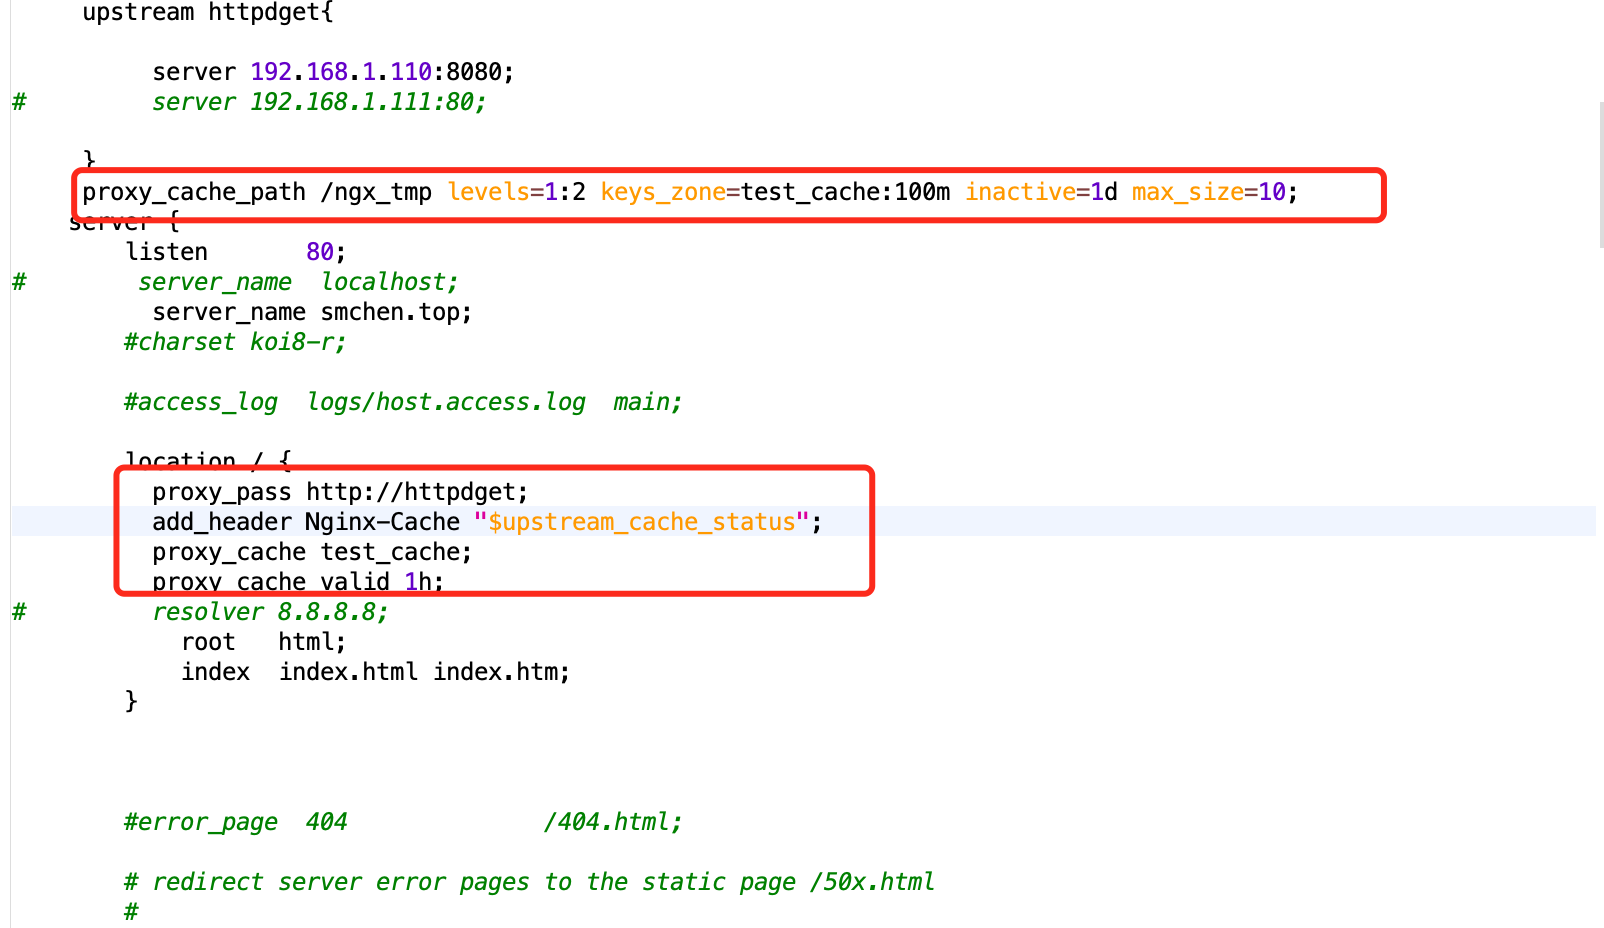 upstream httpdget{
server 192.168.1.110:8080;
# server 192.168.1.111:80;
}
proxy_cache_path /ngx_tmp levels=1:2 keys_zone=test_cache:100m inactive=1d max_size=10;
server {
listen 80;
# server_name localhost;
server_name smchen.top;
#charset koi8-r;
#access_log logs/host.access.log main;
location / {
proxy_pass http://httpdget;
add_header Nginx-Cache "$upstream_cache_status";
proxy_cache test_cache;
proxy_cache_valid 1h;
# resolver 8.8.8.8;
root html;
index index.html index.htm;
}
#error_page 404 /404.html;
# redirect server error pages to the static page /50x.html
#